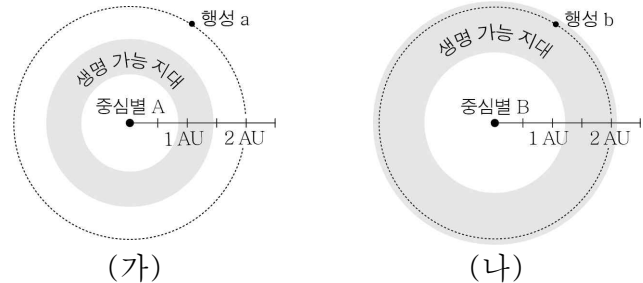 행성 a
생명 가능 지대
중심별 A
1 AU
2 AU
(가)
행성 b
생명 가능 지대
중심별 B
1 AU
2 AU
(나)